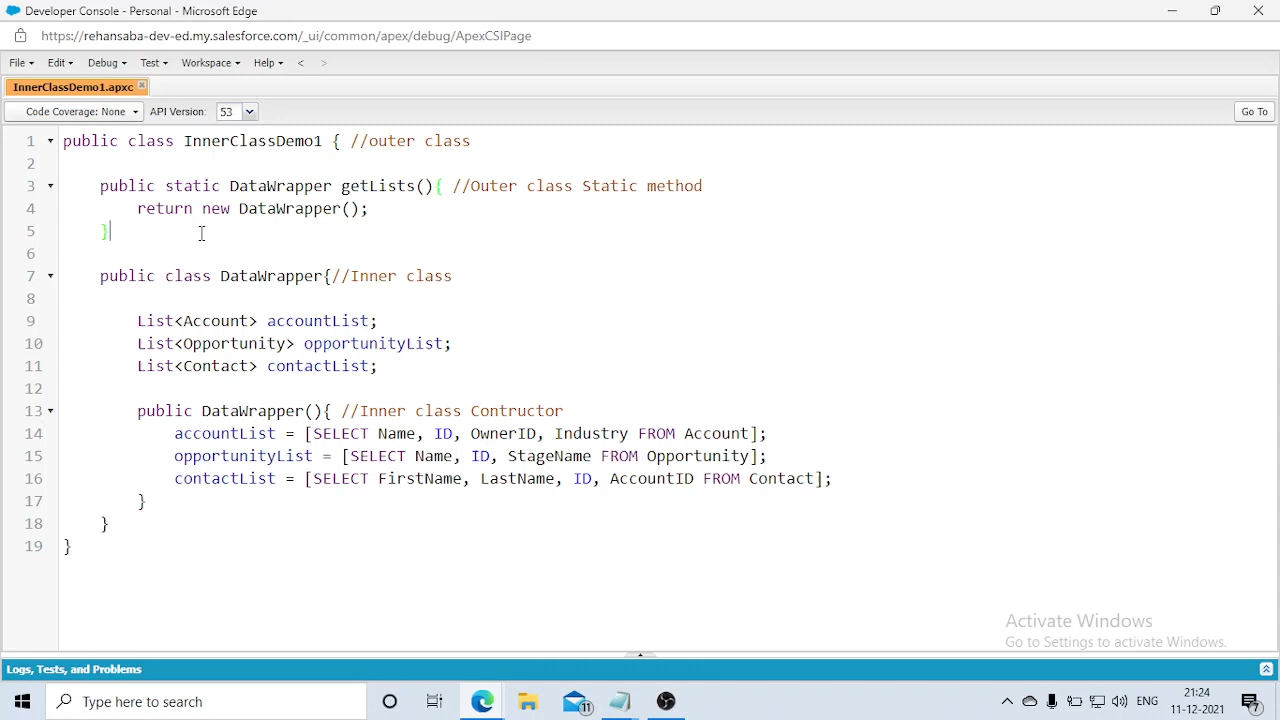 Developer Console - Personal - Microsoft Edge
https://rehansaba-dev-ed.my.salesforce.com/_ui/common/apex/debug/ApexCSIPage
File Edit Debug Test Workspace Help < >
InnerClassDemo1.apxc
Code Coverage: None API Version: 53 Go To
1 public class InnerClassDemo1 { //outer class
2
3 public static DataWrapper getLists(){ //Outer class Static method
4 return new DataWrapper();
5 }
6
7 public class DataWrapper{//Inner class
8
9 List<Account> accountList;
10 List<Opportunity> opportunityList;
11 List<Contact> contactList;
12
13 public DataWrapper(){ //Inner class Contructor
14 accountList = [SELECT Name, ID, OwnerID, Industry FROM Account];
15 opportunityList = [SELECT Name, ID, StageName FROM Opportunity];
16 contactList = [SELECT FirstName, LastName, ID, AccountID FROM Contact];
17 }
18 }
19 }
Activate Windows
Go to Settings to activate Windows.
Logs, Tests, and Problems
Type here to search
11
ENG
21:24
11-12-2021
7